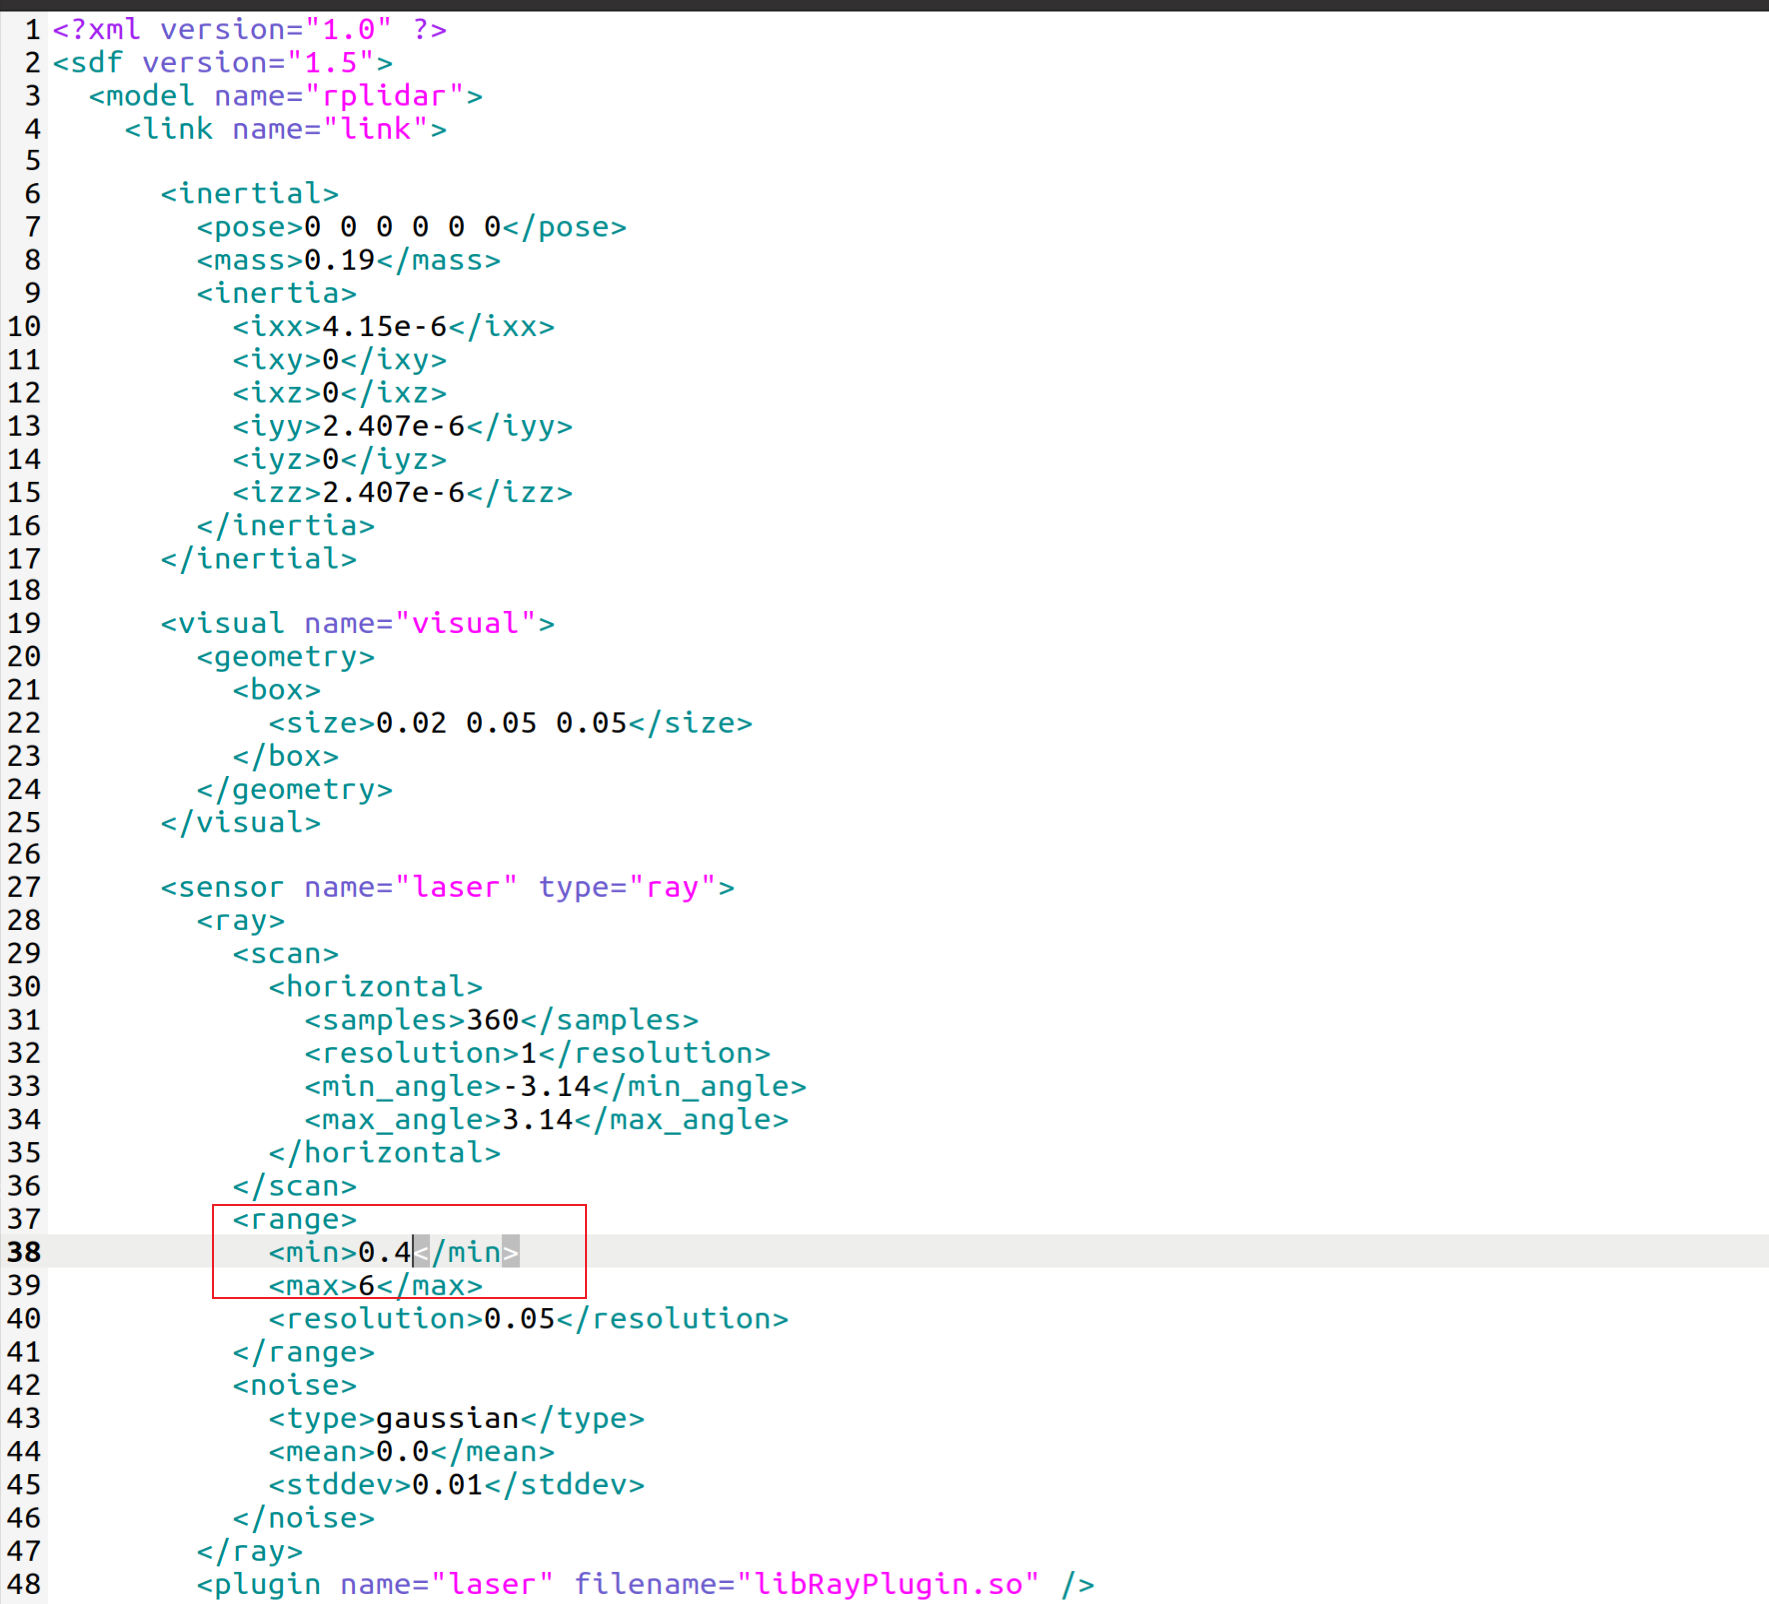 1 <?xml version="1.0" ?>
2 <sdf version="1.5">
3   <model name="rplidar">
4     <link name="link">
5
6       <inertial>
7         <pose>0 0 0 0 0 0</pose>
8         <mass>0.19</mass>
9         <inertia>
10           <ixx>4.15e-6</ixx>
11           <ixy>0</ixy>
12           <ixz>0</ixz>
13           <iyy>2.407e-6</iyy>
14           <iyz>0</iyz>
15           <izz>2.407e-6</izz>
16         </inertia>
17       </inertial>
18
19       <visual name="visual">
20         <geometry>
21           <box>
22             <size>0.02 0.05 0.05</size>
23           </box>
24         </geometry>
25       </visual>
26
27       <sensor name="laser" type="ray">
28         <ray>
29           <scan>
30             <horizontal>
31               <samples>360</samples>
32               <resolution>1</resolution>
33               <min_angle>-3.14</min_angle>
34               <max_angle>3.14</max_angle>
35             </horizontal>
36           </scan>
37           <range>
38             <min>0.4</min>
39             <max>6</max>
40             <resolution>0.05</resolution>
41           </range>
42           <noise>
43             <type>gaussian</type>
44             <mean>0.0</mean>
45             <stddev>0.01</stddev>
46           </noise>
47         </ray>
48         <plugin name="laser" filename="libRayPlugin.so" />